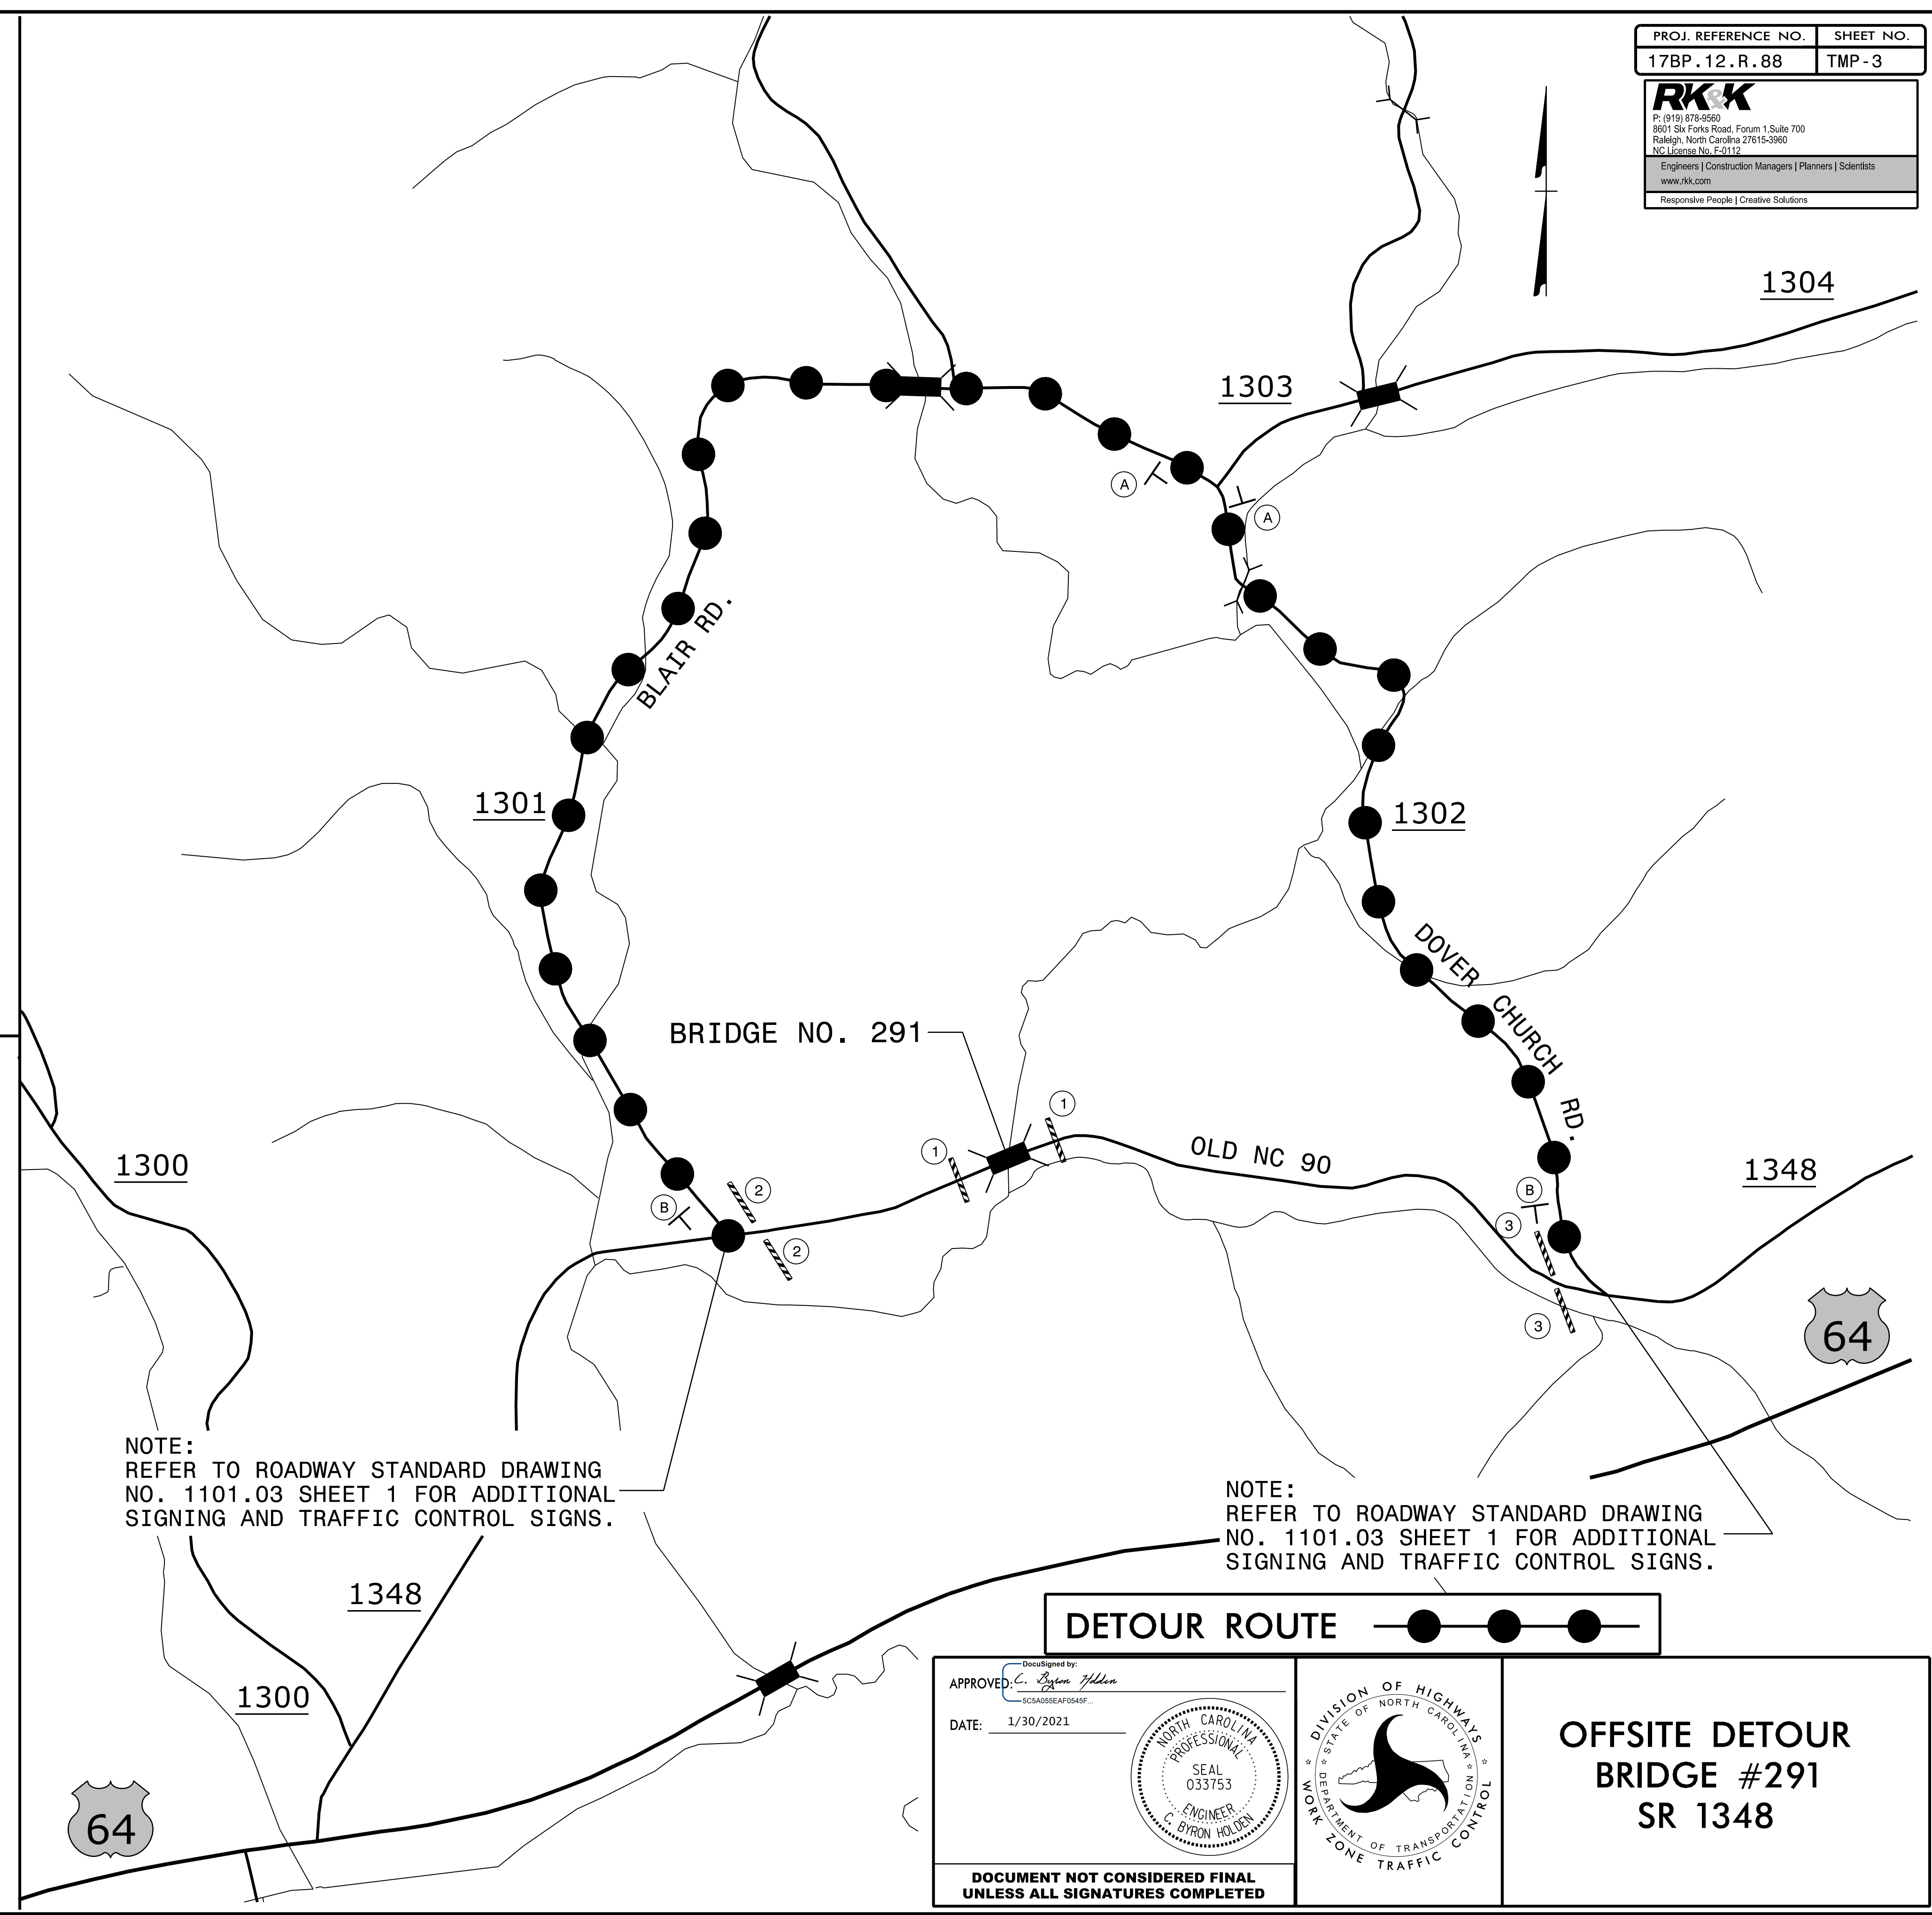 PROJ. REFERENCE NO. SHEET NO.
17BP.12.R.88 TMP-3
RK&K
P: (919) 878-9560
8601 Six Forks Road, Forum 1, Suite 700
Raleigh, North Carolina 27615-3960
NC License No. F-0112
Engineers | Construction Managers | Planners | Scientists
www.rkk.com
Responsive People | Creative Solutions
1304
1303
A
A
BLAIR RD.
1301
1302
DOVER CHURCH RD.
BRIDGE NO. 291
1
1
OLD NC 90
1300
1348
2
B
B
3
2
3
64
NOTE:
REFER TO ROADWAY STANDARD DRAWING
NO. 1101.03 SHEET 1 FOR ADDITIONAL
SIGNING AND TRAFFIC CONTROL SIGNS.
NOTE:
REFER TO ROADWAY STANDARD DRAWING
NO. 1101.03 SHEET 1 FOR ADDITIONAL
SIGNING AND TRAFFIC CONTROL SIGNS.
1348
1300
64
DETOUR ROUTE
DocuSigned by:
APPROVED: C. Byron Holden
5C5A055EAF0545F...
DATE: 1/30/2021
NORTH CAROLINA
PROFESSIONAL
SEAL
033753
ENGINEER
C. BYRON HOLDEN
DOCUMENT NOT CONSIDERED FINAL
UNLESS ALL SIGNATURES COMPLETED
DIVISION OF HIGHWAYS
STATE OF NORTH CAROLINA
DEPARTMENT OF TRANSPORTATION
WORK ZONE TRAFFIC CONTROL
OFFSITE DETOUR
BRIDGE #291
SR 1348